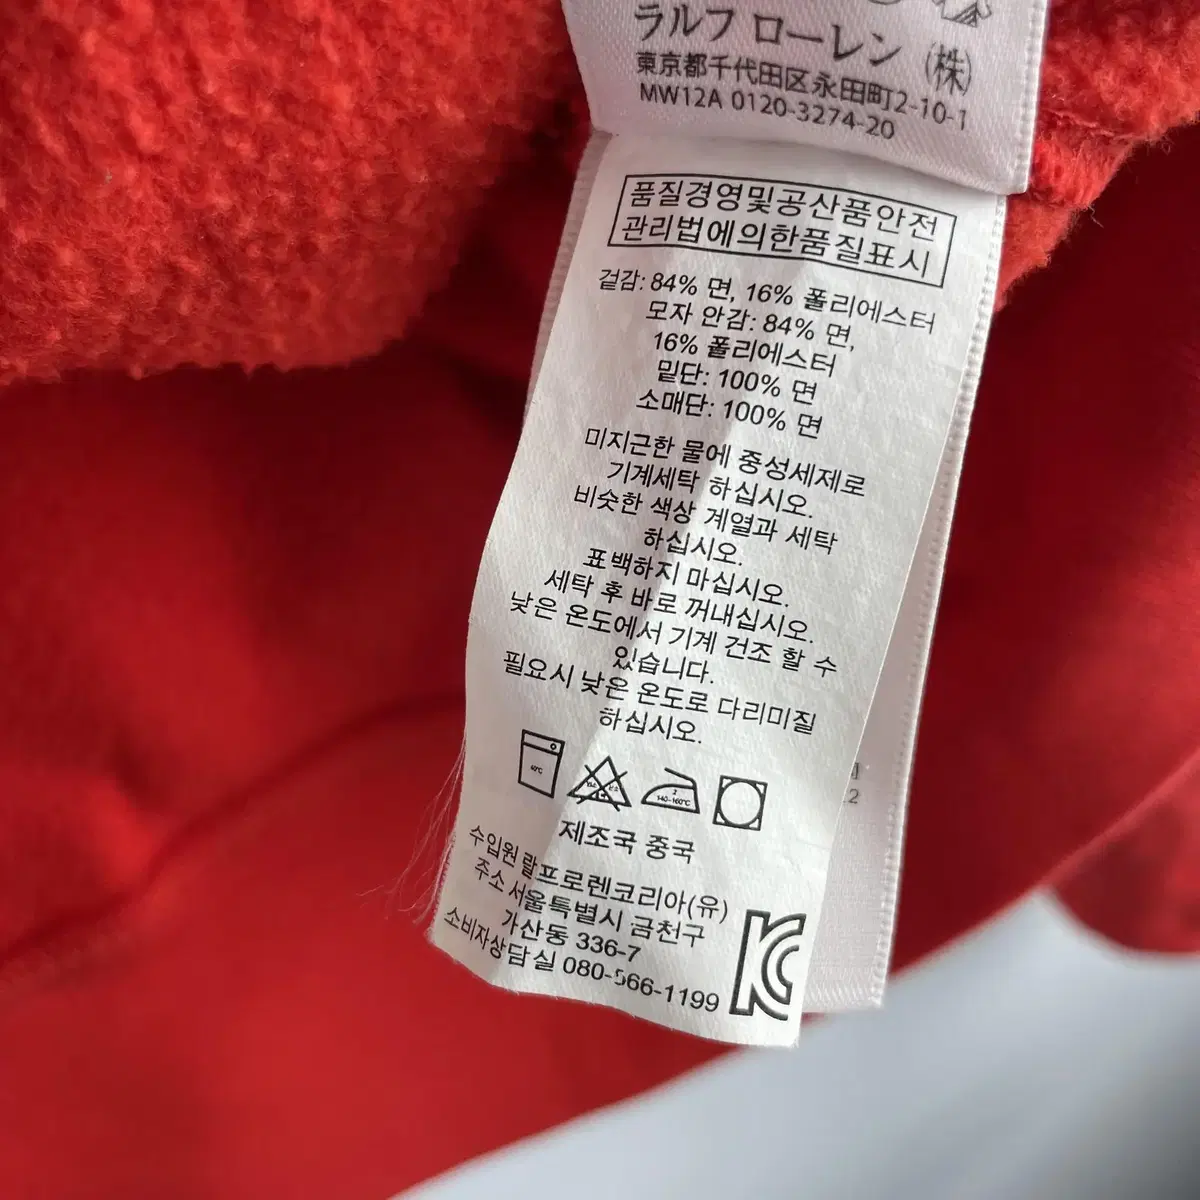 ラルフ ローレン (株)
東京都千代田区永田町2-10-1
MW12A 0120-3274-20
품질경영및공산품안전
관리법에의한품질표시
겉감: 84% 면, 16% 폴리에스터
모자 안감: 84% 면,
16% 폴리에스터
밑단: 100% 면
소매단: 100% 면
미지근한 물에 중성세제로
기계세탁 하십시오.
비슷한 색상 계열과 세탁
하십시오.
표백하지 마십시오.
세탁 후 바로 꺼내십시오.
낮은 온도에서 기계 건조 할 수
있습니다.
필요시 낮은 온도로 다리미질
하십시오.
40℃
2
140-160℃
제조국 중국
수입원 랄프로렌코리아(유)
주소 서울특별시 금천구
가산동 336-7
소비자상담실 080-566-1199